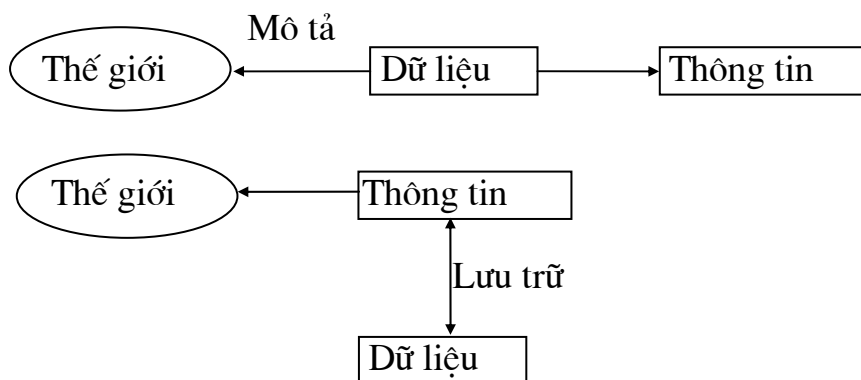 Mô tả
Thế giới Dữ liệu Thông tin
Thế giới Thông tin
Lưu trữ
Dữ liệu